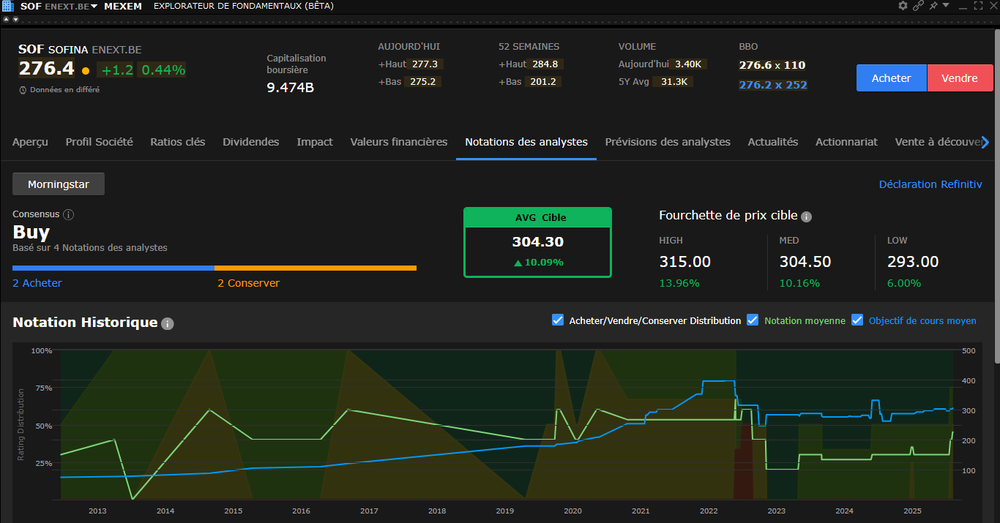 SOF ENEXT.BE MEXEM EXPLORATEUR DE FONDAMENTAUX (BÊTA)
SOF SOFINA ENEXT.BE
276.4 +1.2 0.44%
Données en différé
Capitalisation
boursière
9.474B
AUJOURD'HUI
+Haut 277.3
+Bas 275.2
52 SEMAINES
+Haut 284.8
+Bas 201.2
VOLUME
Aujourd'hui 3.40K
5Y Avg 31.3K
BBO
276.6 x 110
276.2 x 252
Acheter Vendre
Aperçu Profil Société Ratios clés Dividendes Impact Valeurs financières Notations des analystes Prévisions des analystes Actualités Actionnariat Vente à découver
Morningstar
Déclaration Refinitiv
Consensus
Buy
Basé sur 4 Notations des analystes
2 Acheter 2 Conserver
AVG Cible
304.30
10.09%
Fourchette de prix cible
HIGH MED LOW
315.00 304.50 293.00
13.96% 10.16% 6.00%
Notation Historique
Acheter/Vendre/Conserver Distribution Notation moyenne Objectif de cours moyen
Rating Distribution
100%
75%
50%
25%
500
400
300
200
100
2013 2014 2015 2016 2017 2018 2019 2020 2021 2022 2023 2024 2025